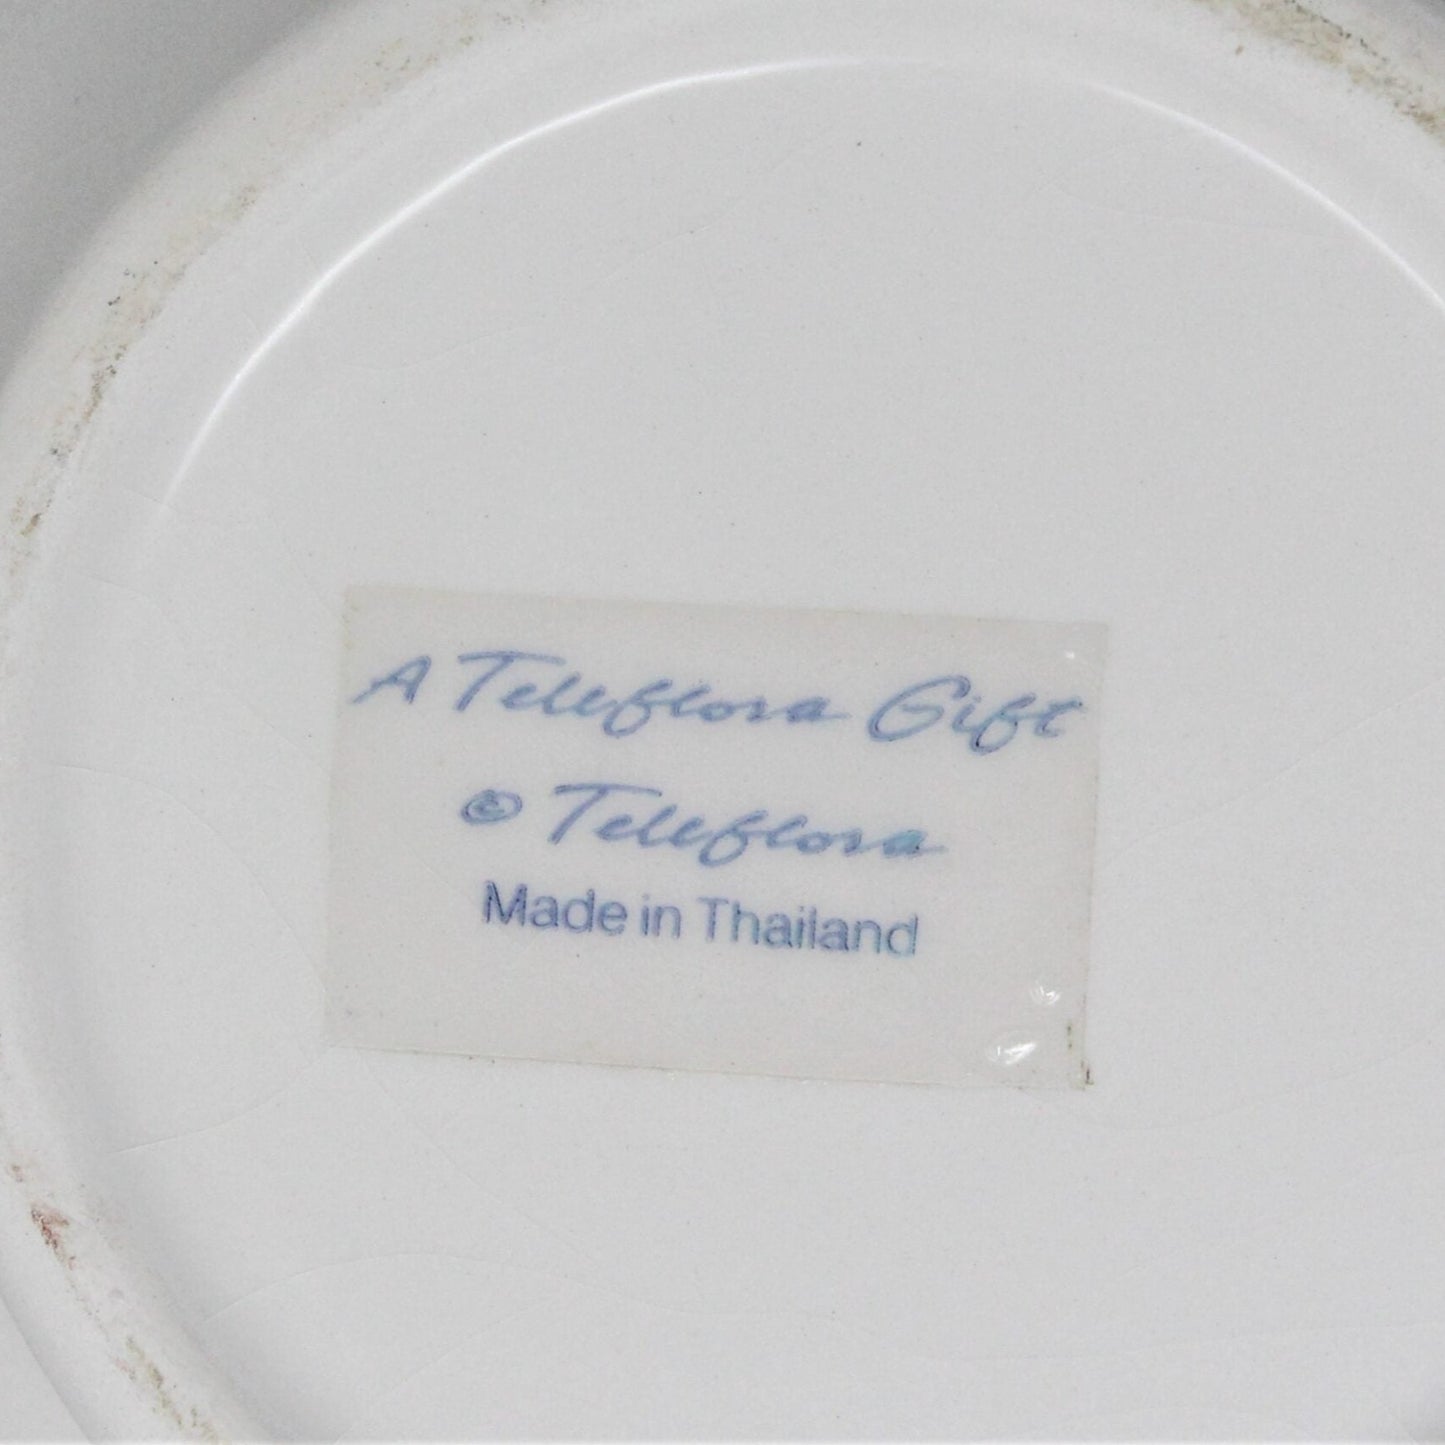 A Teleflora Gift
© Teleflora
Made in Thailand